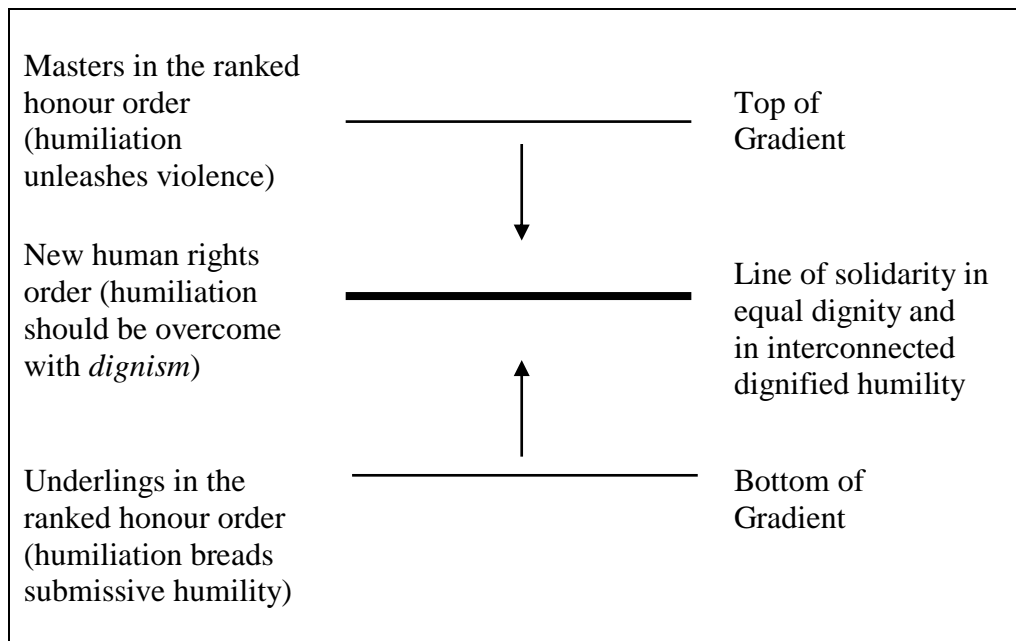 Masters in the ranked
honour order
(humiliation
unleashes violence)
Top of
Gradient
New human rights
order (humiliation
should be overcome
with dignism)
Line of solidarity in
equal dignity and
in interconnected
dignified humility
Underlings in the
ranked honour order
(humiliation breads
submissive humility)
Bottom of
Gradient